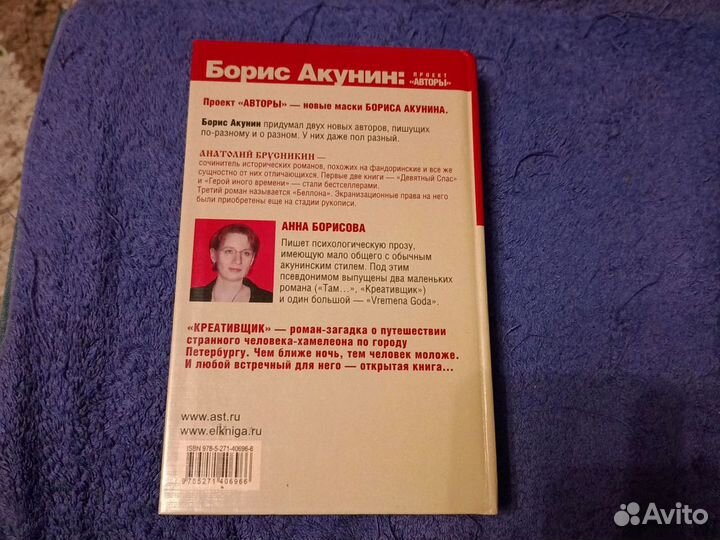 Борис Акунин: ПРОЕКТ «АВТОРЫ»
Проект «АВТОРЫ» — новые маски БОРИСА АКУНИНА.
Борис Акунин придумал двух новых авторов, пишущих
по-разному и о разном. У них даже пол разный.
АНАТОЛИЙ БРУСНИКИН —
сочинитель исторических романов, похожих на фандоринские и все же
сущностно от них отличающихся. Первые две книги — «Девятный Спас»
и «Герой иного времени» — стали бестселлерами.
Третий роман называется «Беллона». Экранизационные права на него
были приобретены еще на стадии рукописи.
АННА БОРИСОВА
Пишет психологическую прозу,
имеющую мало общего с обычным
акунинским стилем. Под этим
псевдонимом выпущены два маленьких
романа («Там...», «Креативщик»)
и один большой — «Vremena Goda».
«КРЕАТИВЩИК» — роман-загадка о путешествии
странного человека-хамелеона по городу
Петербургу. Чем ближе ночь, тем человек моложе.
И любой встречный для него — открытая книга...
www.ast.ru
www.elkniga.ru
ISBN 978-5-271-40696-6
9785271406966
Avito